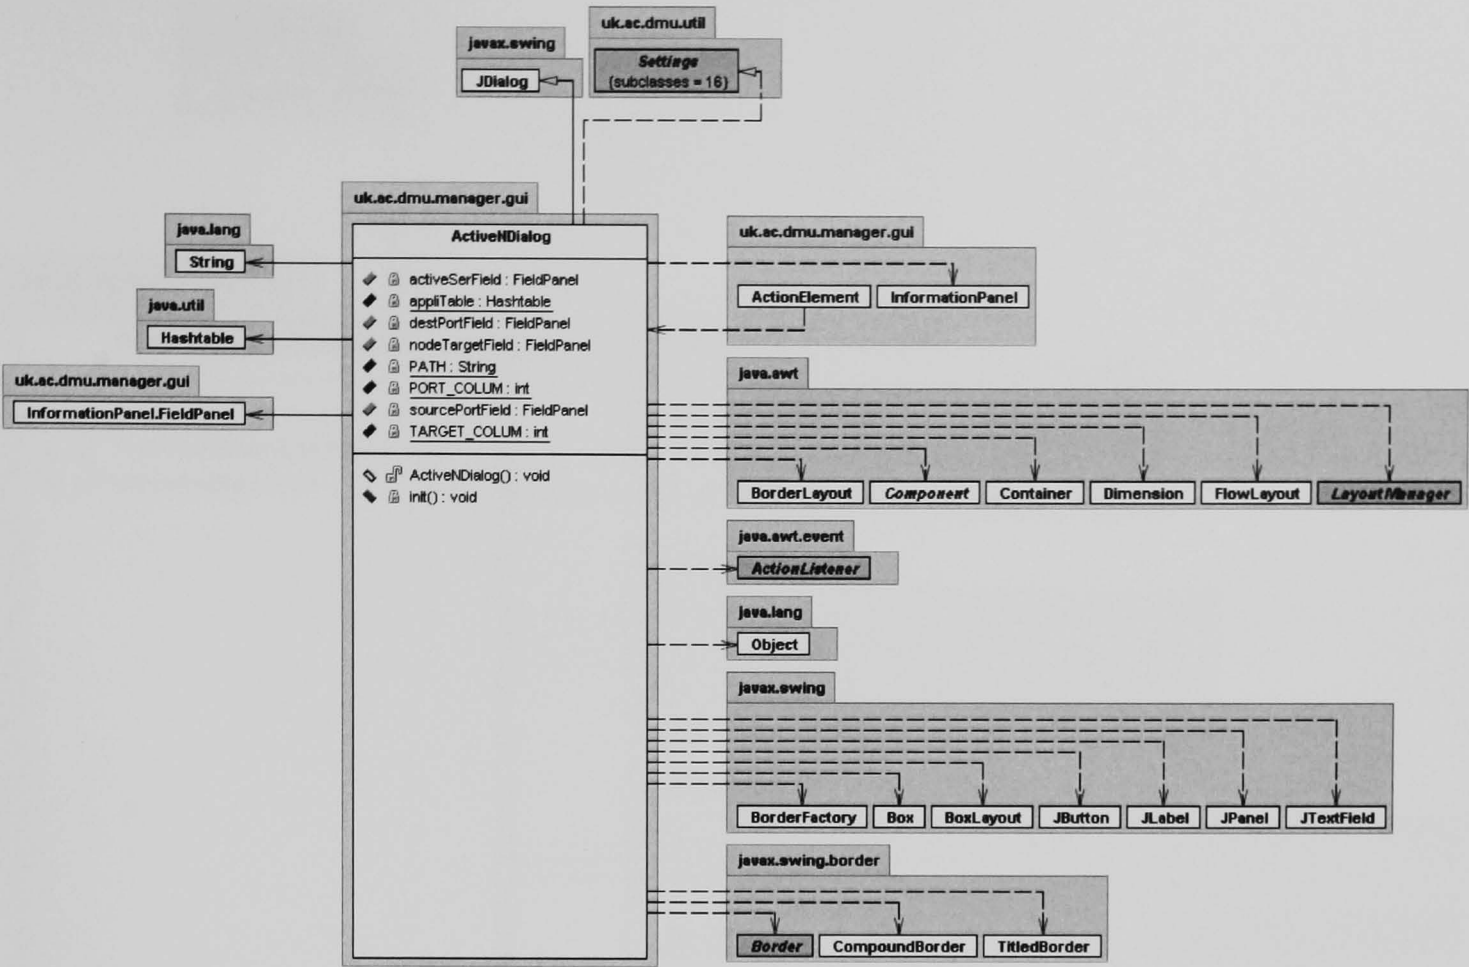 uk.ac.dmu.util
javax.swing
Settings
(subclasses = 16)
JDialog
uk.ac.dmu.manager.gui
java.lang
String
java.util
Hashtable
uk.ac.dmu.manager.gui
InformationPanel.FieldPanel
ActiveNDialog
activeSerField : FieldPanel
appliTable : Hashtable
destPortField : FieldPanel
nodeTargetField : FieldPanel
PATH : String
PORT_COLUM : int
sourcePortField : FieldPanel
TARGET_COLUM : int
ActiveNDialog() : void
init() : void
uk.ac.dmu.manager.gui
ActionElement InformationPanel
java.awt
BorderLayout Component Container Dimension FlowLayout LayoutManager
java.awt.event
ActionListener
java.lang
Object
javax.swing
BorderFactory Box BoxLayout JButton JLabel JPanel JTextField
javax.swing.border
Border CompoundBorder TitledBorder